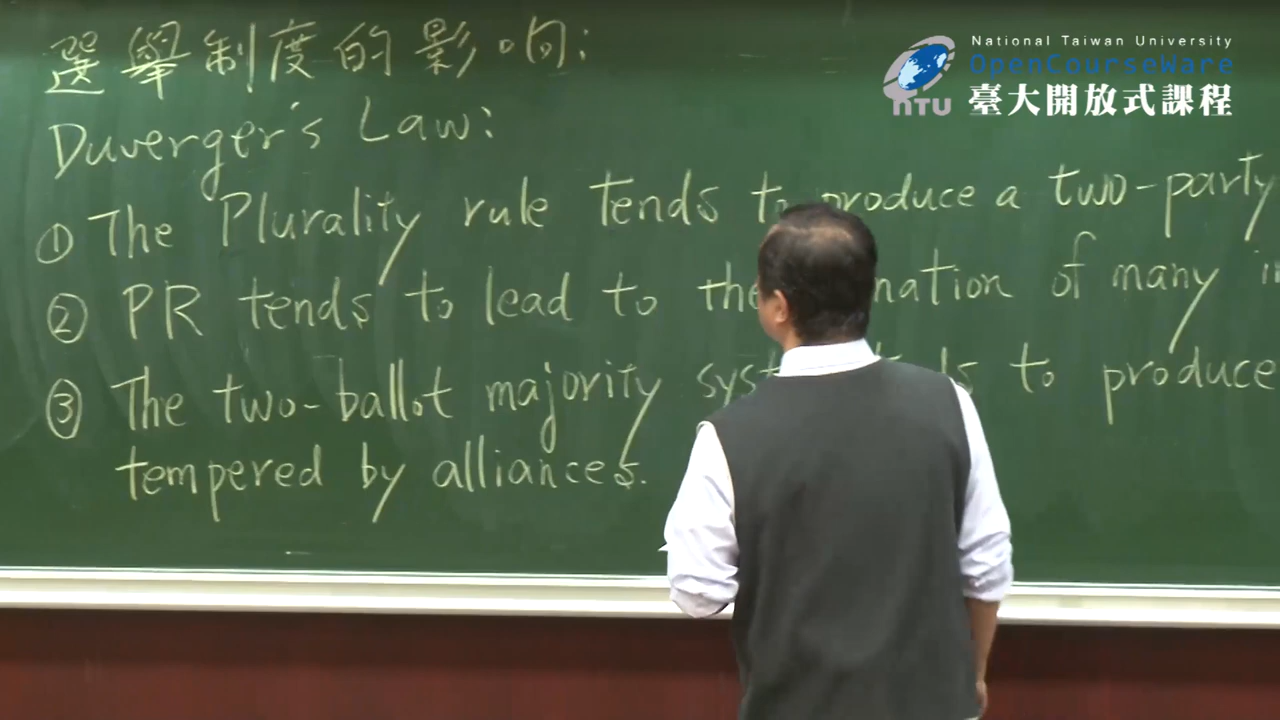 選舉制度的影响:
Duverger's Law:
① The Plurality rule tends to produce a two-party
② PR tends to lead to the nation of many
③ The two-ballot majority to produce
tempered by alliances.
National Taiwan University
OpenCourseWare
NTU
臺大開放式課程